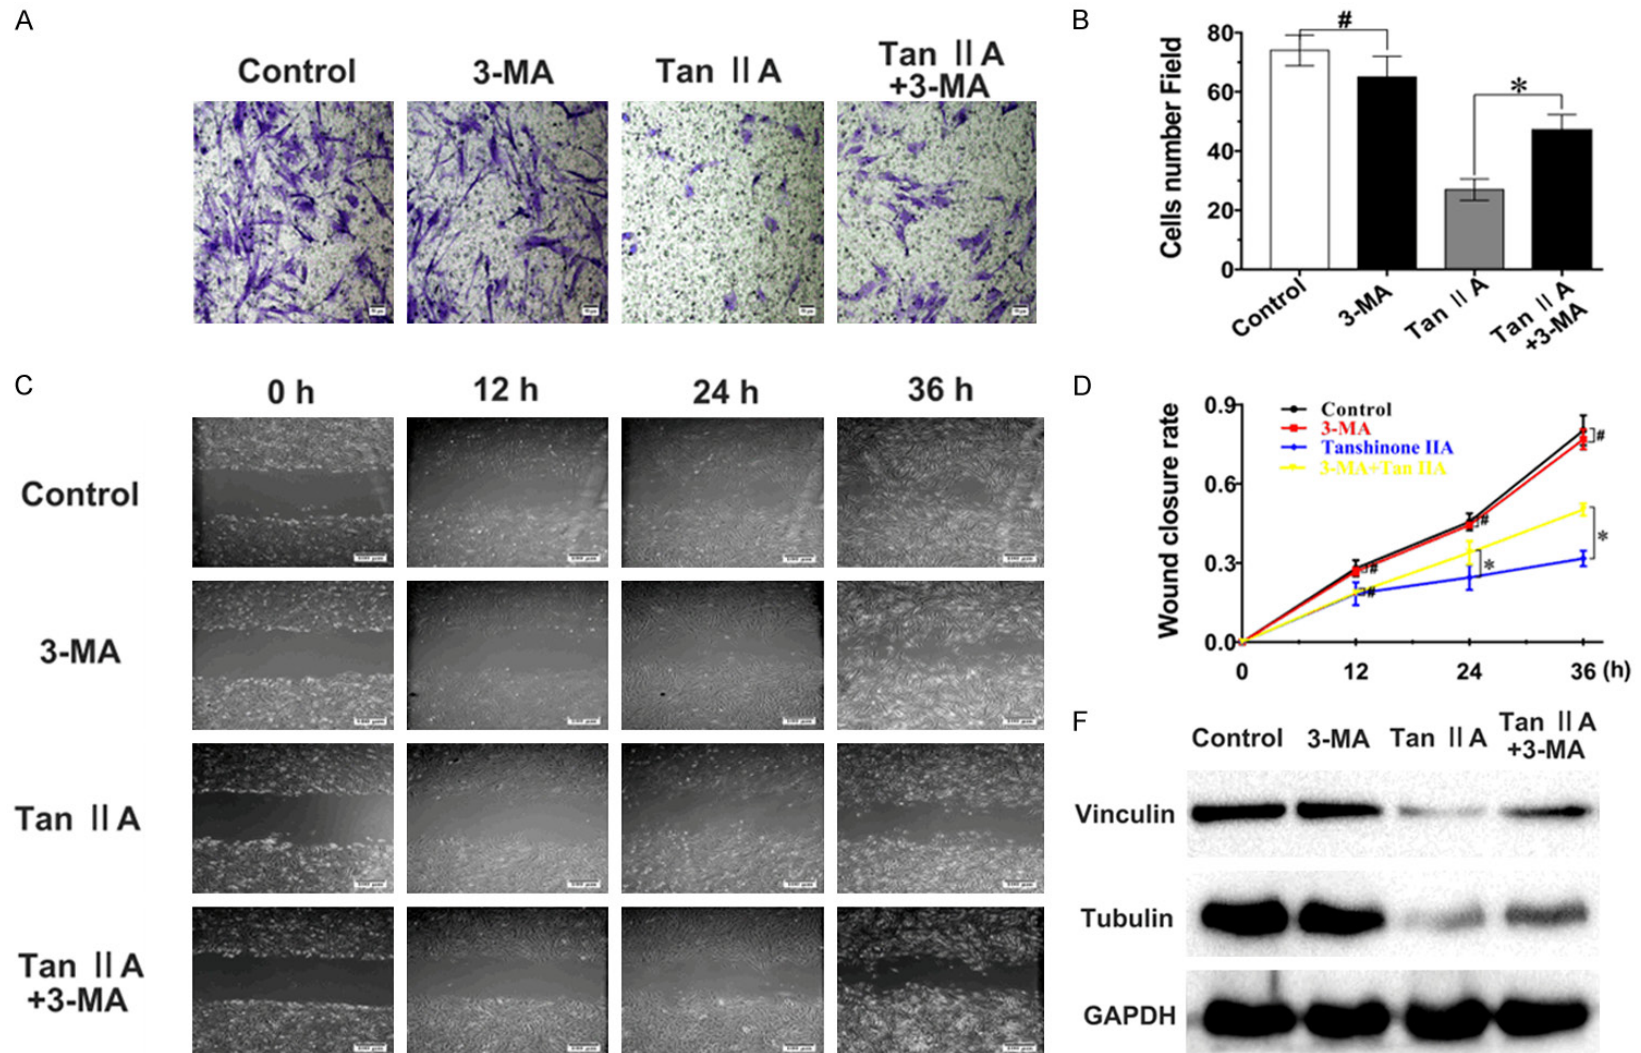 A
Control
3-MA
Tan ⅡA
Tan ⅡA
+3-MA
B
Cells number Field
80
60
40
20
0
#
*
Control
3-MA
Tan ⅡA
Tan ⅡA
+3-MA
C
0 h
12 h
24 h
36 h
Control
3-MA
Tan ⅡA
Tan ⅡA
+3-MA
D
Wound closure rate
0.9
0.6
0.3
0.0
Control
3-MA
Tanshinone IIA
3-MA+Tan IIA
#
#
#
#
*
*
0
12
24
36 (h)
F
Control
3-MA
Tan ⅡA
Tan ⅡA
+3-MA
Vinculin
Tubulin
GAPDH